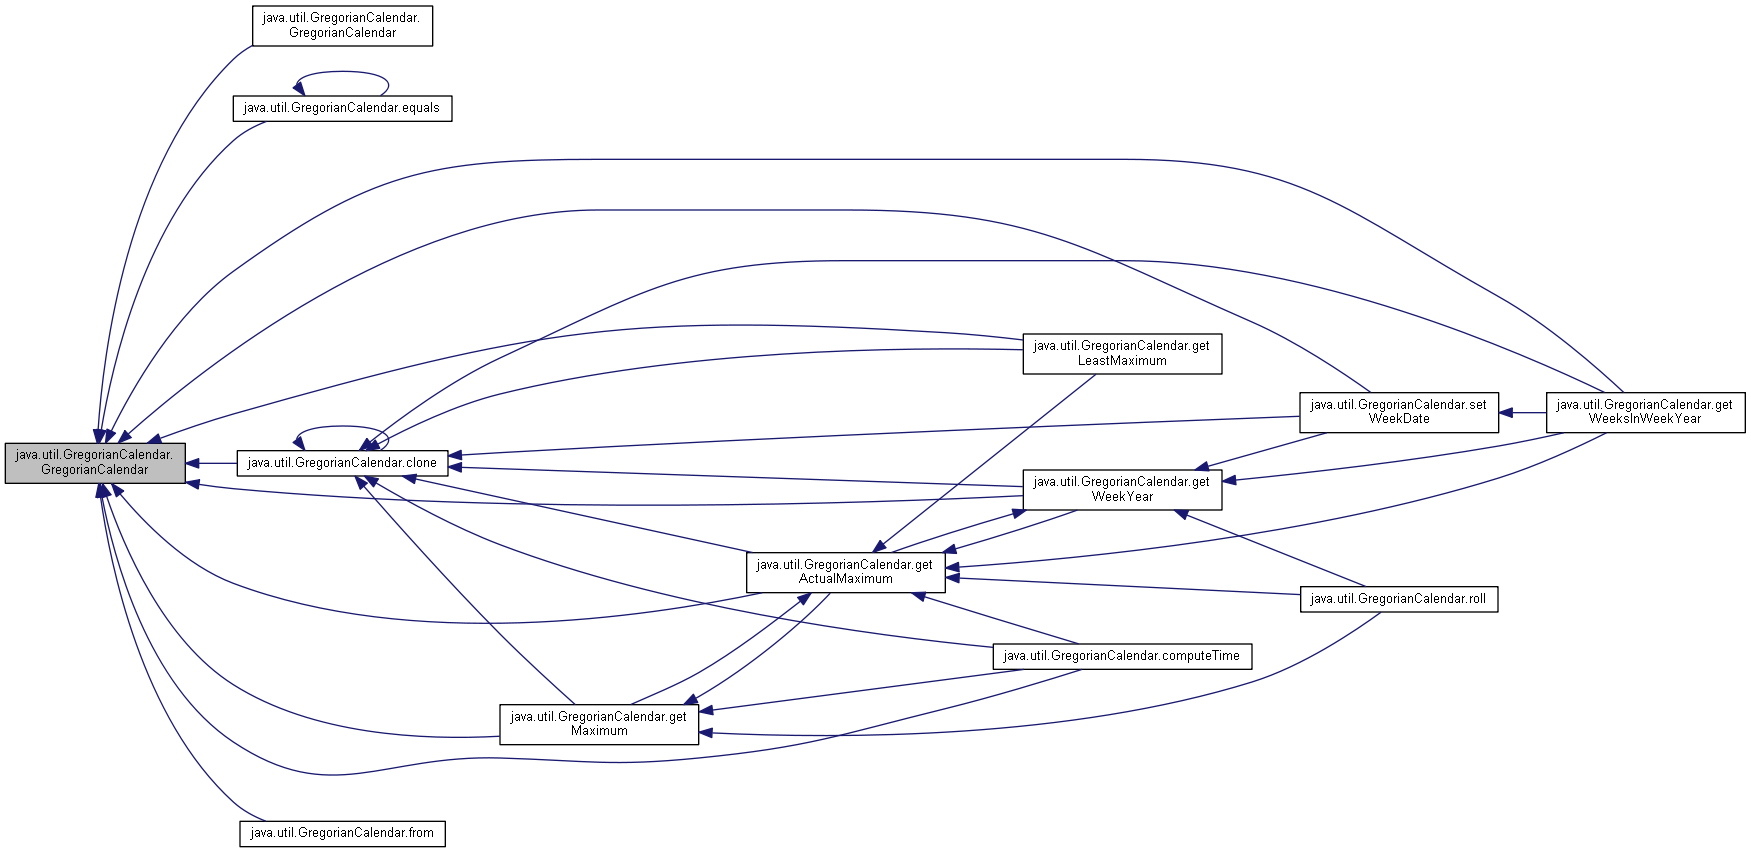 java.util.GregorianCalendar.
GregorianCalendar
java.util.GregorianCalendar.equals
java.util.GregorianCalendar.get
LeastMaximum
java.util.GregorianCalendar.set
WeekDate
java.util.GregorianCalendar.get
WeeksInWeekYear
java.util.GregorianCalendar.
GregorianCalendar
java.util.GregorianCalendar.clone
java.util.GregorianCalendar.get
WeekYear
java.util.GregorianCalendar.get
ActualMaximum
java.util.GregorianCalendar.roll
java.util.GregorianCalendar.computeTime
java.util.GregorianCalendar.get
Maximum
java.util.GregorianCalendar.from